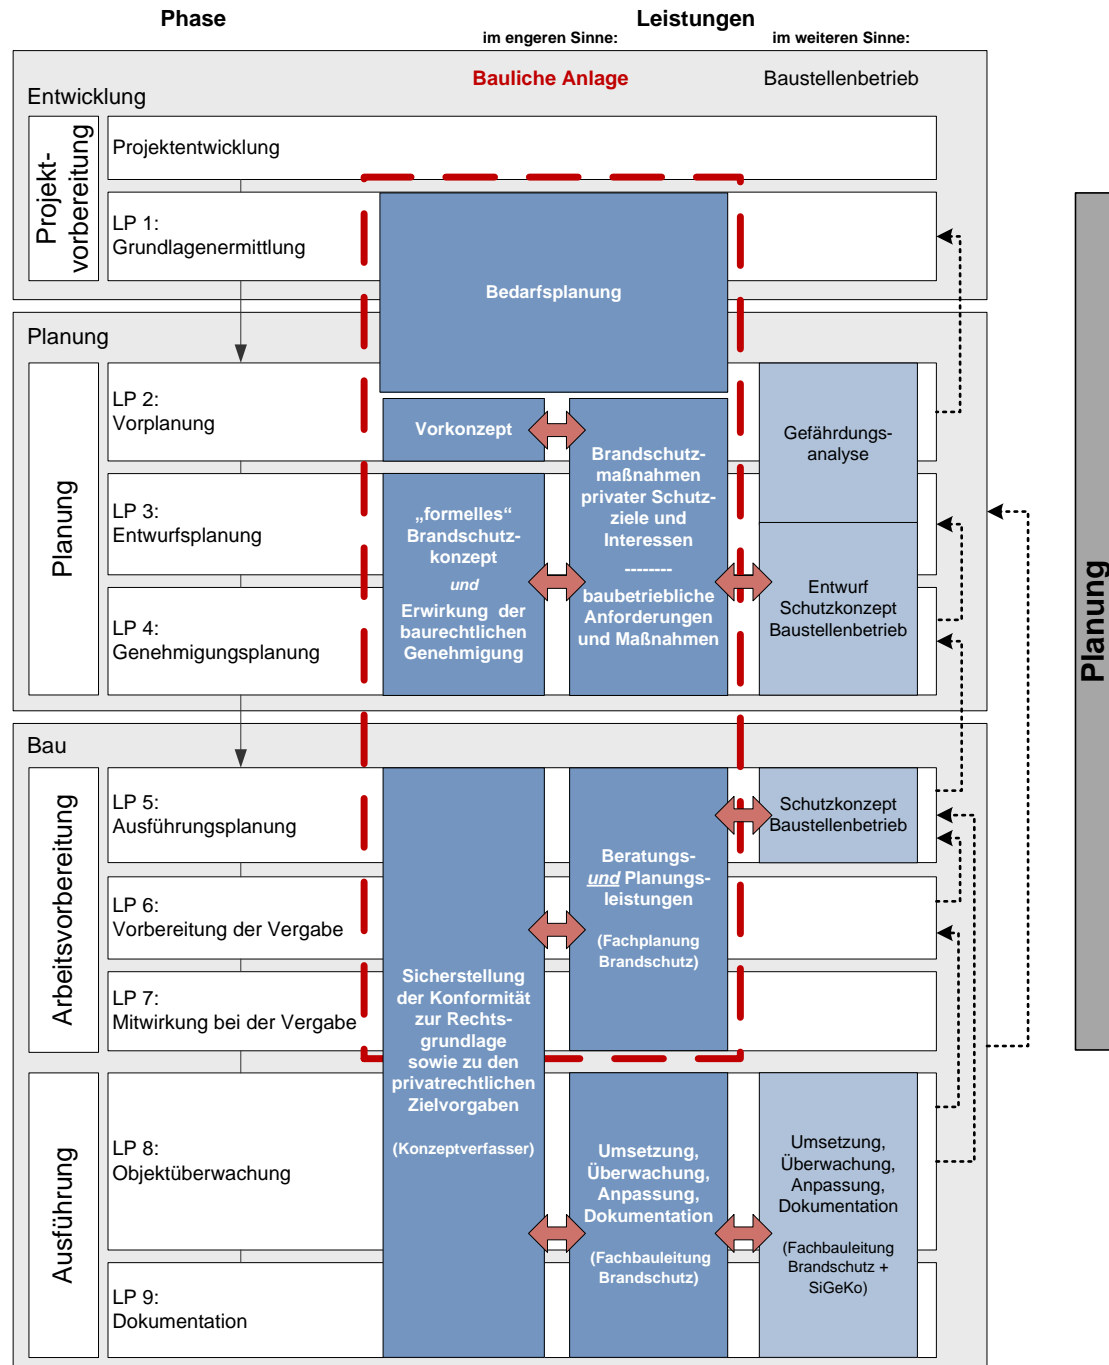 Phase
Leistungen
im engeren Sinne:
im weiteren Sinne:
Bauliche Anlage
Baustellenbetrieb
Entwicklung
Projekt-
vorbereitung
Projektentwicklung
LP 1:
Grundlagenermittlung
Bedarfsplanung
Planung
Planung
LP 2:
Vorplanung
Vorkonzept
Brandschutz-
maßnahmen
privater Schutz-
ziele und
Interessen
--------
baubetriebliche
Anforderungen
und Maßnahmen
Gefährdungs-
analyse
LP 3:
Entwurfsplanung
„formelles“
Brandschutz-
konzept
und
Erwirkung der
baurechtlichen
Genehmigung
Entwurf
Schutzkonzept
Baustellenbetrieb
LP 4:
Genehmigungsplanung
Planung
Bau
Arbeitsvorbereitung
LP 5:
Ausführungsplanung
Schutzkonzept
Baustellenbetrieb
Beratungs-
und Planungs-
leistungen
(Fachplanung
Brandschutz)
LP 6:
Vorbereitung der Vergabe
Sicherstellung
der Konformität
zur Rechts-
grundlage
sowie zu den
privatrechtlichen
Zielvorgaben
(Konzeptverfasser)
LP 7:
Mitwirkung bei der Vergabe
Ausführung
LP 8:
Objektüberwachung
Umsetzung,
Überwachung,
Anpassung,
Dokumentation
(Fachbauleitung
Brandschutz)
Umsetzung,
Überwachung,
Anpassung,
Dokumentation
(Fachbauleitung
Brandschutz +
SiGeKo)
LP 9:
Dokumentation